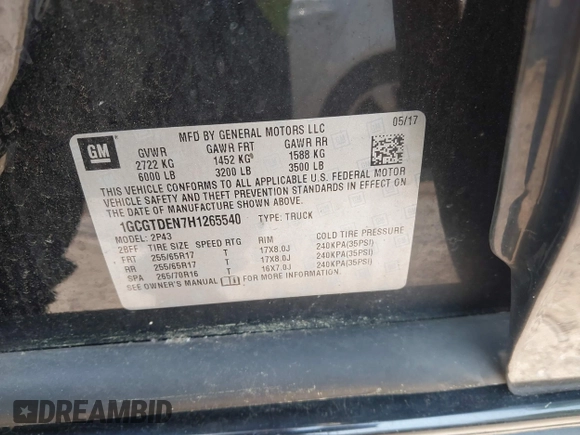 05/17
MFD BY GENERAL MOTORS LLC
GM
GVWR GAWR FRT GAWR RR
2722 KG 1452 KG 1588 KG
6000 LB 3200 LB 3500 LB
THIS VEHICLE CONFORMS TO ALL APPLICABLE U.S. FEDERAL MOTOR
VEHICLE SAFETY AND THEFT PREVENTION STANDARDS IN EFFECT ON
THE DATE OF MANUFACTURE SHOWN ABOVE.
1GCGTDEN7H1265540 TYPE: TRUCK
MODEL: 2P43
2BFF TIRE SIZE SPEED RTG RIM COLD TIRE PRESSURE
FRT 255/65R17 T 17X8.0J 240KPA(35PSI)
RR 255/65R17 T 17X8.0J 240KPA(35PSI)
SPA 265/70R16 T 16X7.0J 240KPA(35PSI)
SEE OWNER'S MANUAL FOR MORE INFORMATION.
DREAMBID